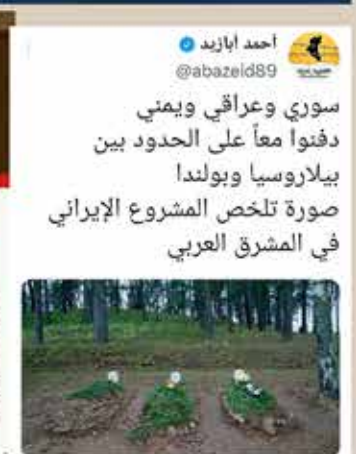 أحمد أبازيد
@abazeid89
سوري وعراقي ويمني
دفنوا معاً على الحدود بين
بيلاروسيا وبولندا
صورة تلخص المشروع الإيراني
في المشرق العربي